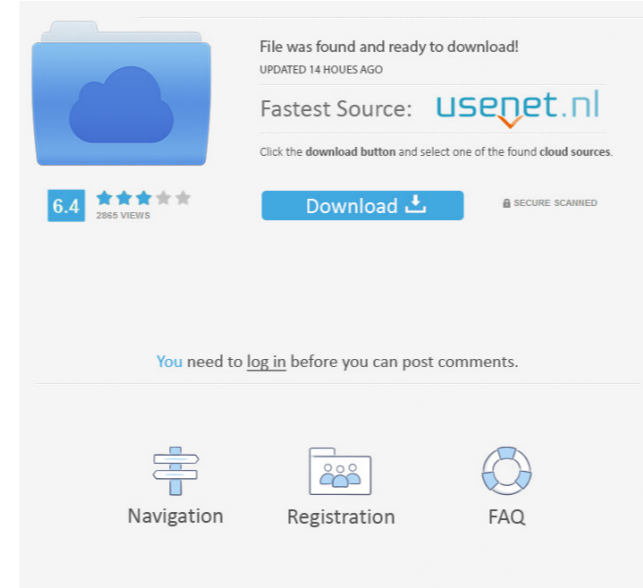 File was found and ready to download!
UPDATED 14 HOUES AGO
Fastest Source: usenet.nl
Click the download button and select one of the found cloud sources.
6.4
2865 VIEWS
Download
SECURE SCANNED
You need to log in before you can post comments.
Navigation
Registration
FAQ